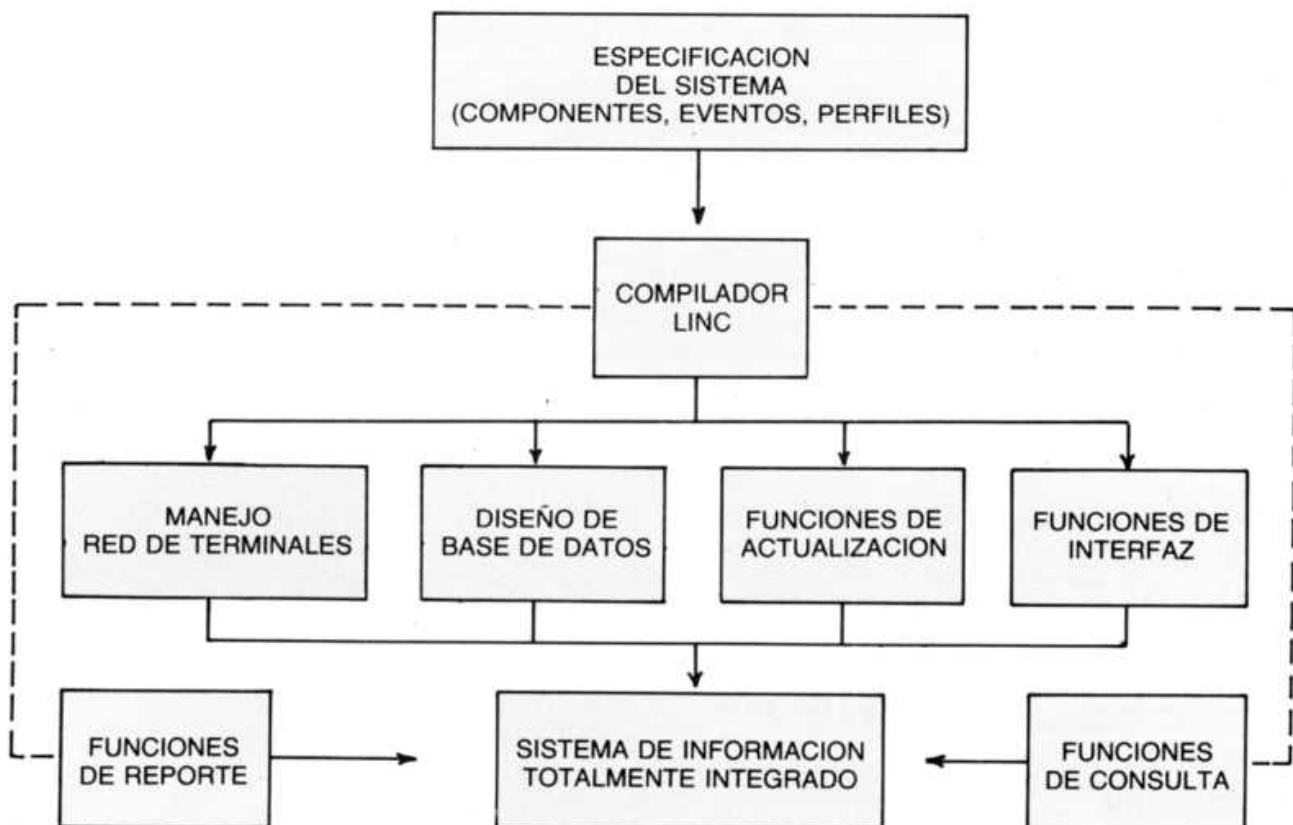 ESPECIFICACION
DEL SISTEMA
(COMPONENTES, EVENTOS, PERFILES)
COMPILADOR
LINC
MANEJO
RED DE TERMINALES
DISEÑO DE
BASE DE DATOS
FUNCIONES DE
ACTUALIZACION
FUNCIONES DE
INTERFAZ
FUNCIONES
DE REPORTE
SISTEMA DE INFORMACION
TOTALMENTE INTEGRADO
FUNCIONES
DE CONSULTA